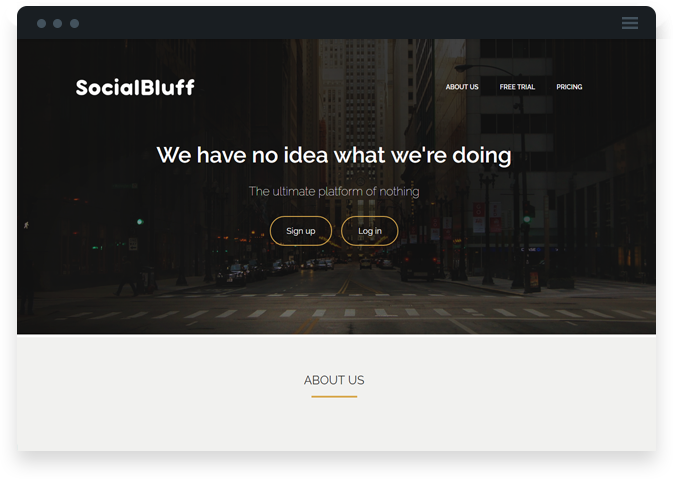 SocialBluff
ABOUT US FREE TRIAL PRICING
We have no idea what we're doing
The ultimate platform of nothing
Sign up Log in
ABOUT US